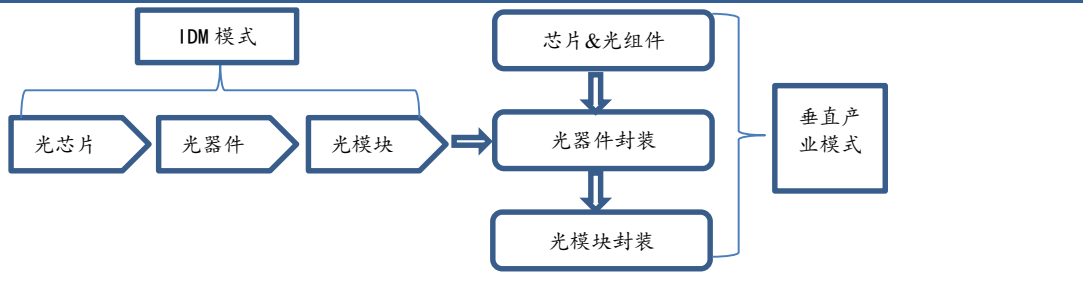 IDM模式
光芯片
光器件
光模块
芯片&光组件
光器件封装
光模块封装
垂直产
业模式